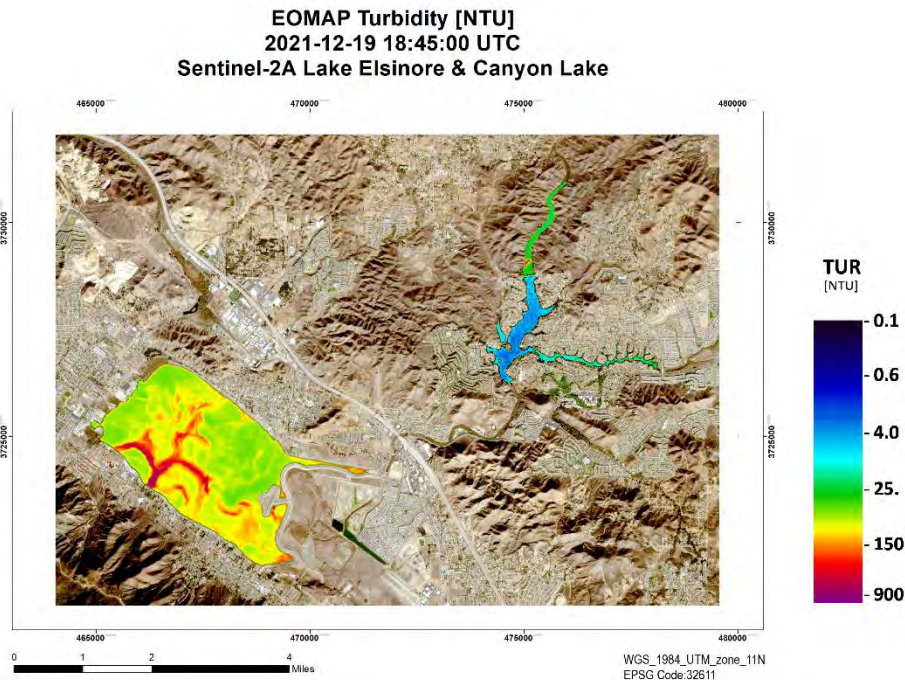 EOMAP Turbidity [NTU]
2021-12-19 18:45:00 UTC
Sentinel-2A Lake Elsinore & Canyon Lake
465000 470000 475000 480000
3730000 3730000
3725000 3725000
TUR
[NTU]
- 0.1
- 0.6
- 4.0
- 3.0
- 25.
- 150
- 900
465000 470000 475000 480000
0 1 2 4
Miles
WGS_1984_UTM_zone_11N
EPSG Code:32611